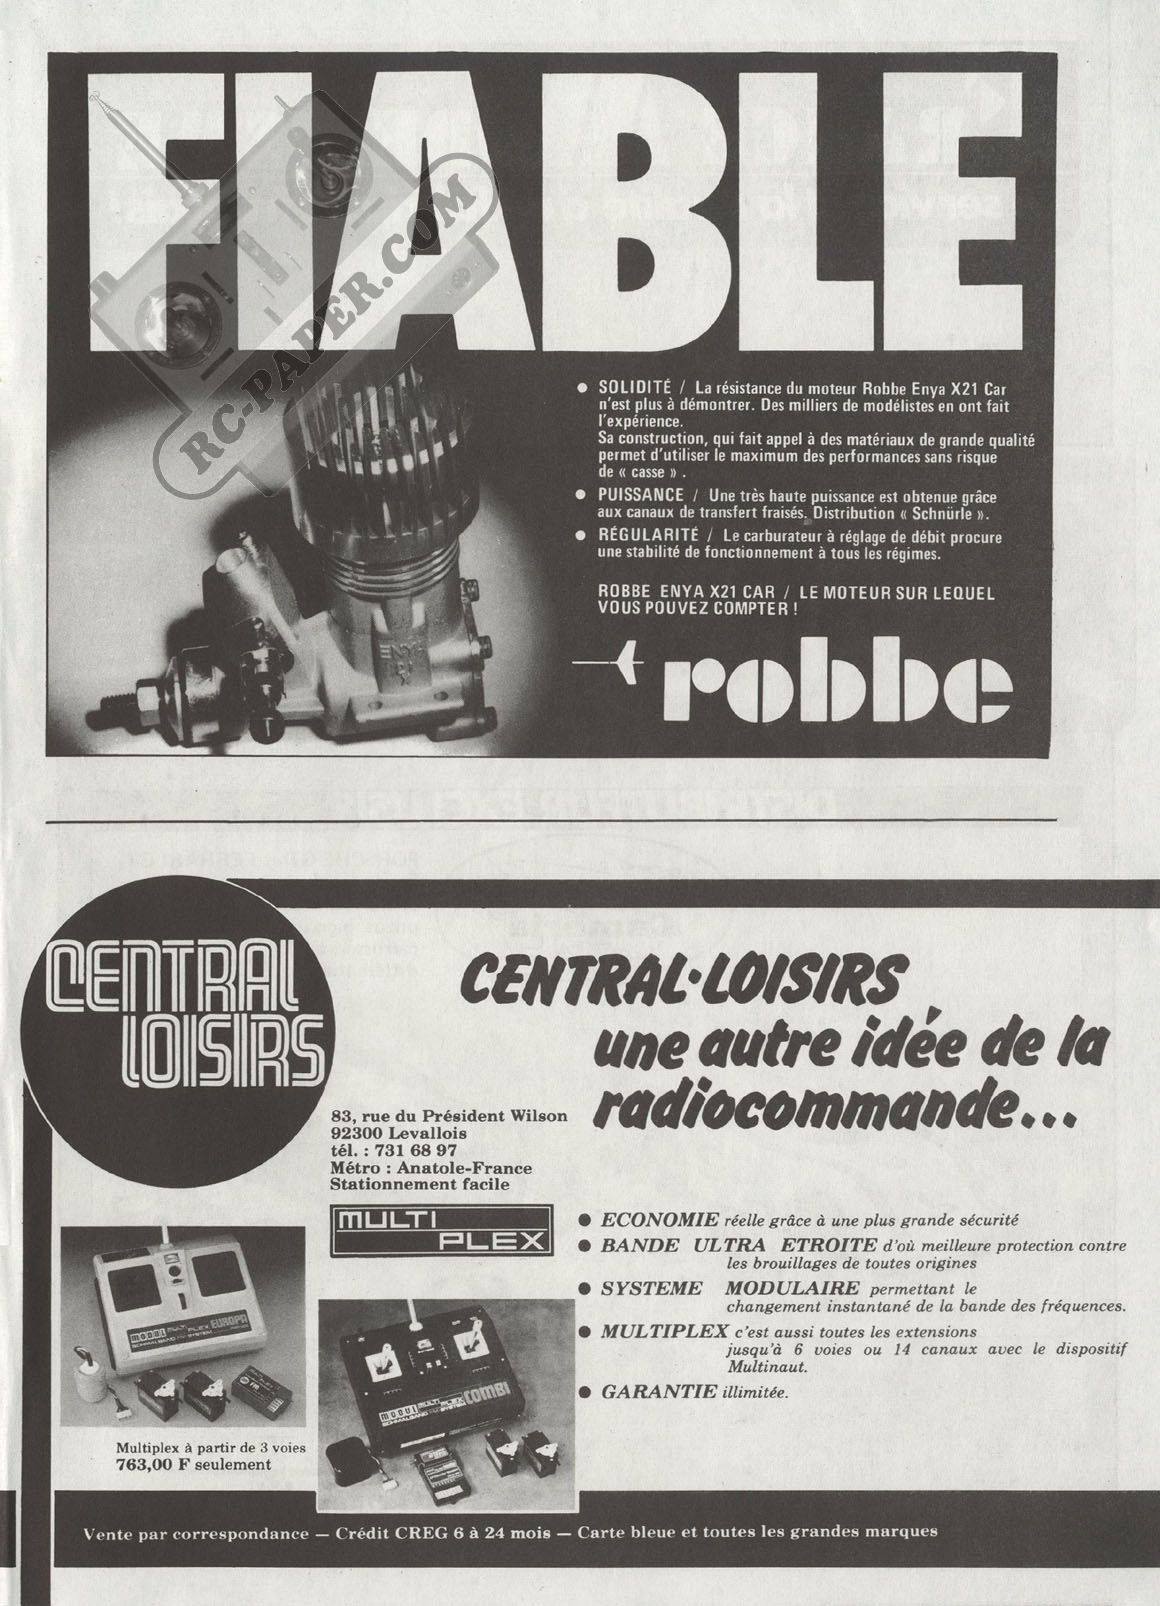 FIABLE
RC-PAPER.COM
● SOLIDITÉ / La résistance du moteur Robbe Enya X21 Car
n'est plus à démontrer. Des milliers de modélistes en ont fait
l'expérience.
Sa construction, qui fait appel à des matériaux de grande qualité
permet d'utiliser le maximum des performances sans risque
de « casse » .
● PUISSANCE / Une très haute puissance est obtenue grâce
aux canaux de transfert fraisés. Distribution « Schnürle ».
● RÉGULARITÉ / Le carburateur à réglage de débit procure
une stabilité de fonctionnement à tous les régimes.
ROBBE ENYA X21 CAR / LE MOTEUR SUR LEQUEL
VOUS POUVEZ COMPTER !
ENYA
21
X
robbe
CENTRAL
LOISIRS
CENTRAL·LOISIRS
une autre idée de la
radiocommande...
83, rue du Président Wilson
92300 Levallois
tél. : 731 68 97
Métro : Anatole-France
Stationnement facile
MULTI
PLEX
● ECONOMIE réelle grâce à une plus grande sécurité
● BANDE ULTRA ETROITE d'où meilleure protection contre
les brouillages de toutes origines
● SYSTEME MODULAIRE permettant le
changement instantané de la bande des fréquences.
● MULTIPLEX c'est aussi toutes les extensions
jusqu'à 6 voies ou 14 canaux avec le dispositif
Multinaut.
● GARANTIE illimitée.
MODUL MULTIPLEX EUROPA
MODUL MULTIPLEX COMBI
Multiplex à partir de 3 voies
763,00 F seulement
Vente par correspondance — Crédit CREG 6 à 24 mois — Carte bleue et toutes les grandes marques